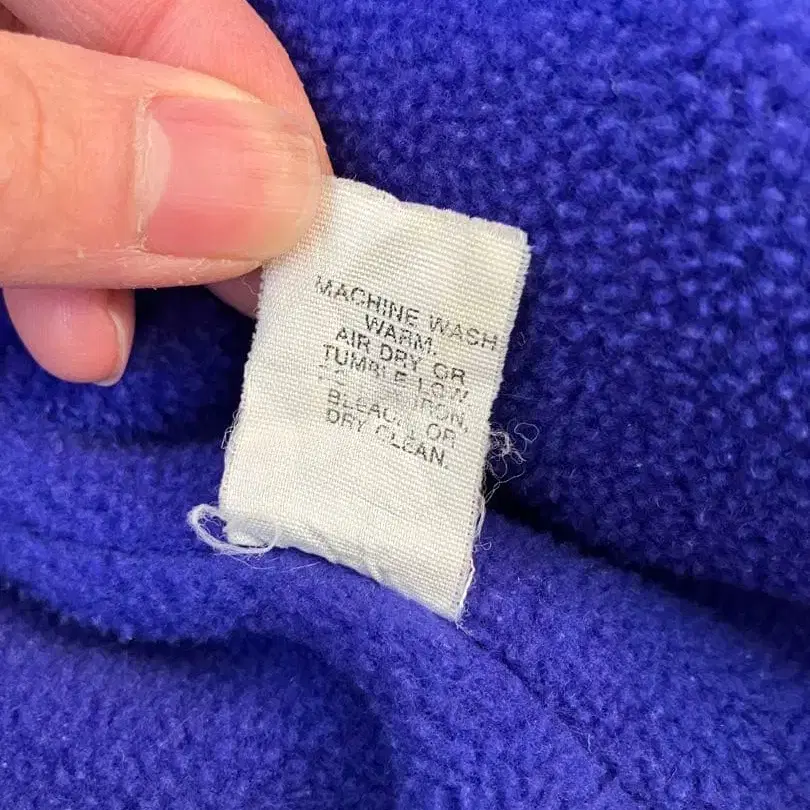 MACHINE WASH
WARM.
AIR DRY OR
TUMBLE LOW
IRON,
BLEACH OR
DRY CLEAN.